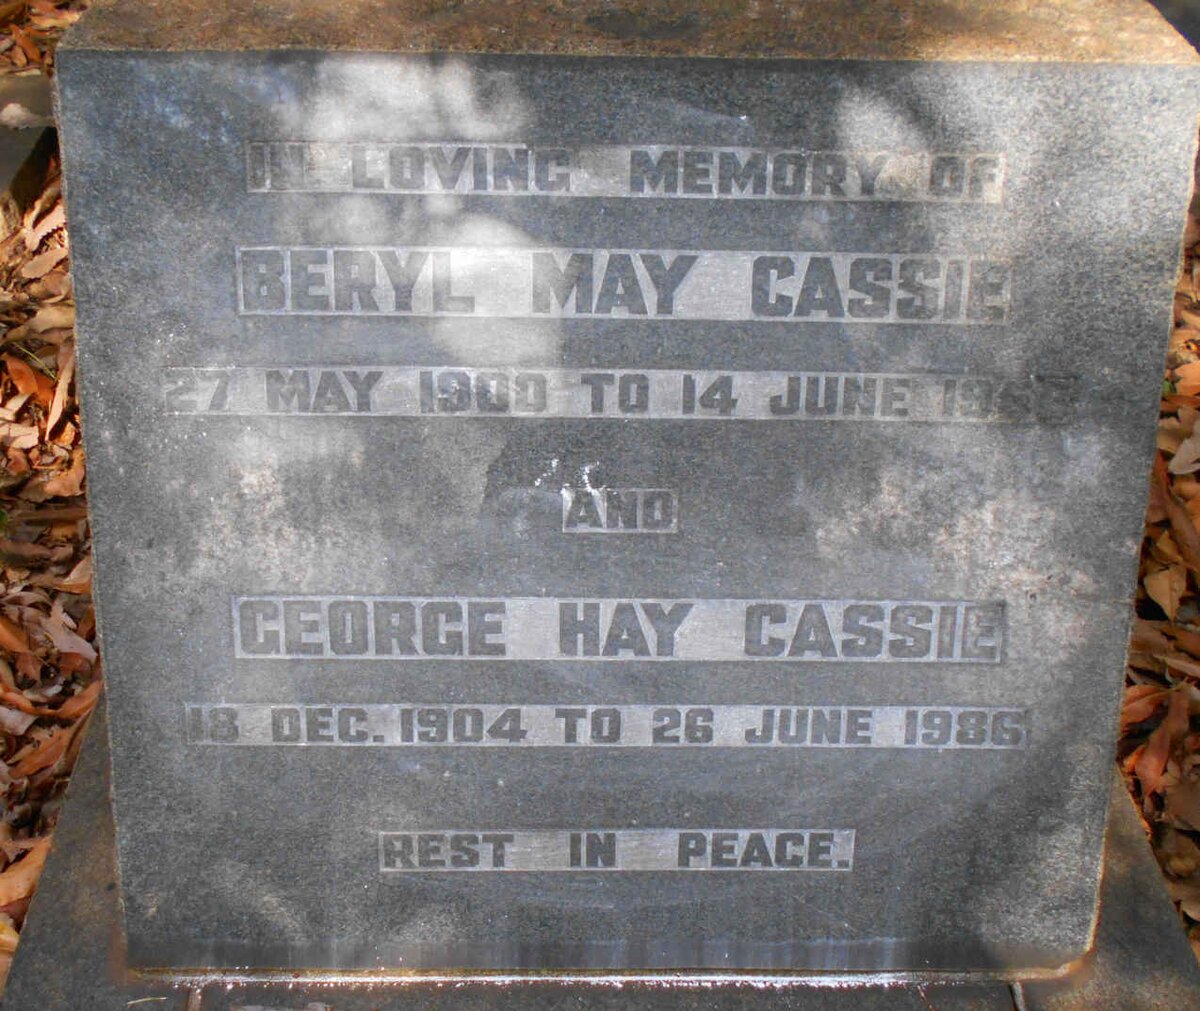 IN LOVING MEMORY OF
BERYL MAY CASSIE
27 MAY 1900 TO 14 JUNE
AND
GEORGE HAY CASSIE
18 DEC. 1904 TO 26 JUNE 1986
REST IN PEACE.